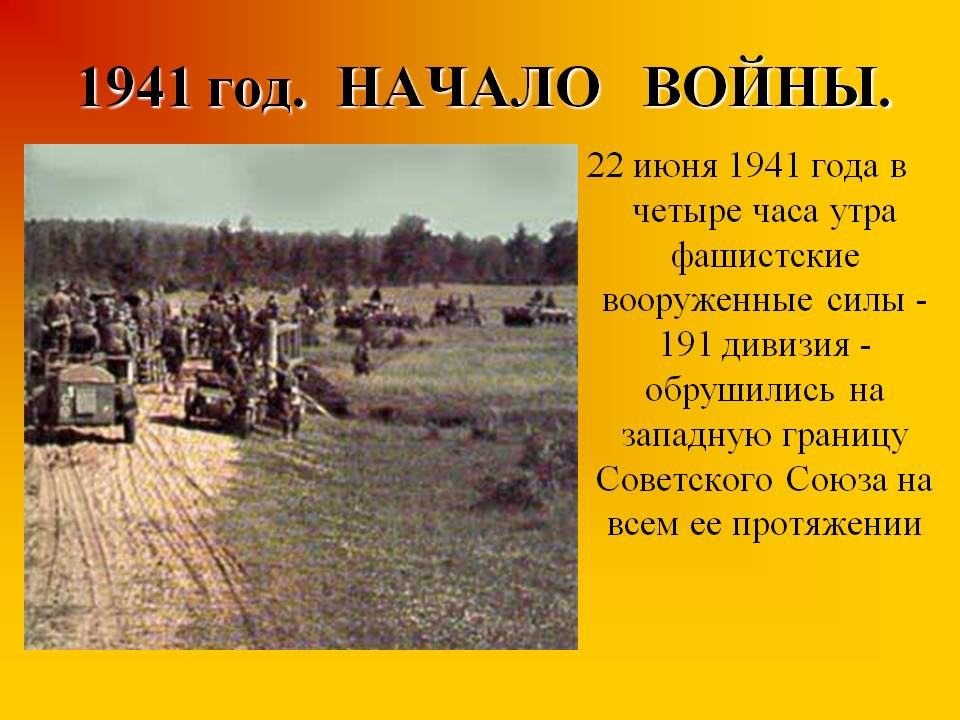 1941 год. НАЧАЛО ВОЙНЫ.
22 июня 1941 года в
четыре часа утра
фашистские
вооруженные силы -
191 дивизия -
обрушились на
западную границу
Советского Союза на
всем ее протяжении